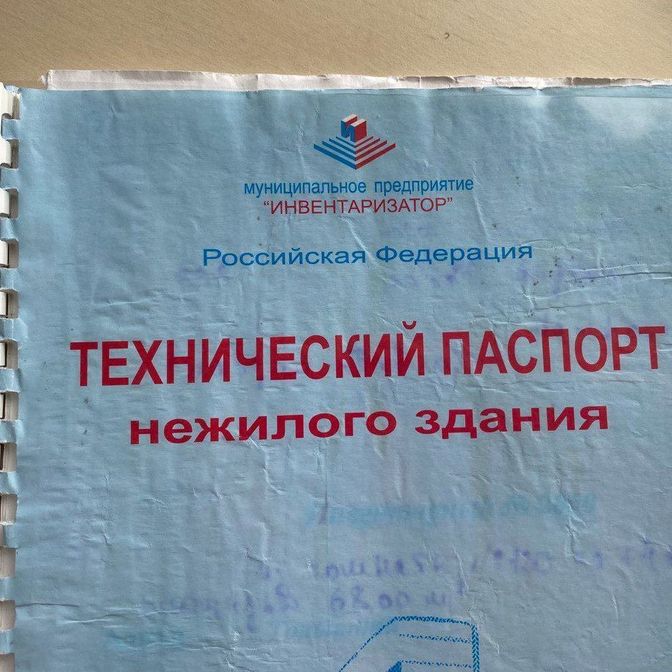 муниципальное предприятие
"ИНВЕНТАРИЗАТОР"
Российская Федерация
ТЕХНИЧЕСКИЙ ПАСПОРТ
нежилого здания